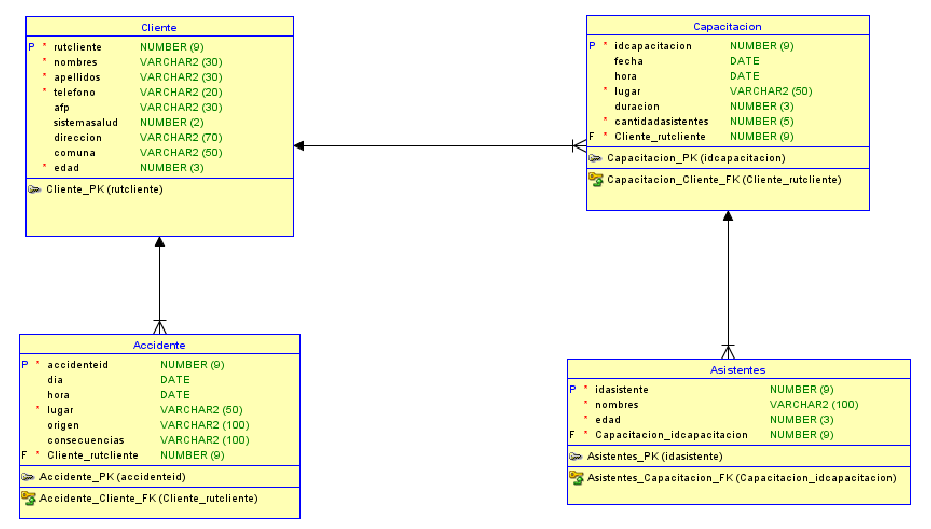 Cliente
P * rutcliente NUMBER (9)
* nombres VARCHAR2 (30)
* apellidos VARCHAR2 (30)
* telefono VARCHAR2 (20)
afp VARCHAR2 (30)
sistemasalud NUMBER (2)
direccion VARCHAR2 (70)
comuna VARCHAR2 (50)
* edad NUMBER (3)
Cliente_PK (rutcliente)
Capacitacion
P * idcapacitacion NUMBER (9)
fecha DATE
hora DATE
* lugar VARCHAR2 (50)
duracion NUMBER (3)
* cantidadasistentes NUMBER (5)
F * Cliente_rutcliente NUMBER (9)
Capacitacion_PK (idcapacitacion)
Capacitacion_Cliente_FK (Cliente_rutcliente)
Accidente
P * accidenteid NUMBER (9)
dia DATE
hora DATE
* lugar VARCHAR2 (50)
origen VARCHAR2 (100)
consecuencias VARCHAR2 (100)
F * Cliente_rutcliente NUMBER (9)
Accidente_PK (accidenteid)
Accidente_Cliente_FK (Cliente_rutcliente)
Asistentes
P * idasistente NUMBER (9)
* nombres VARCHAR2 (100)
* edad NUMBER (3)
F * Capacitacion_idcapacitacion NUMBER (9)
Asistentes_PK (idasistente)
Asistentes_Capacitacion_FK (Capacitacion_idcapacitacion)